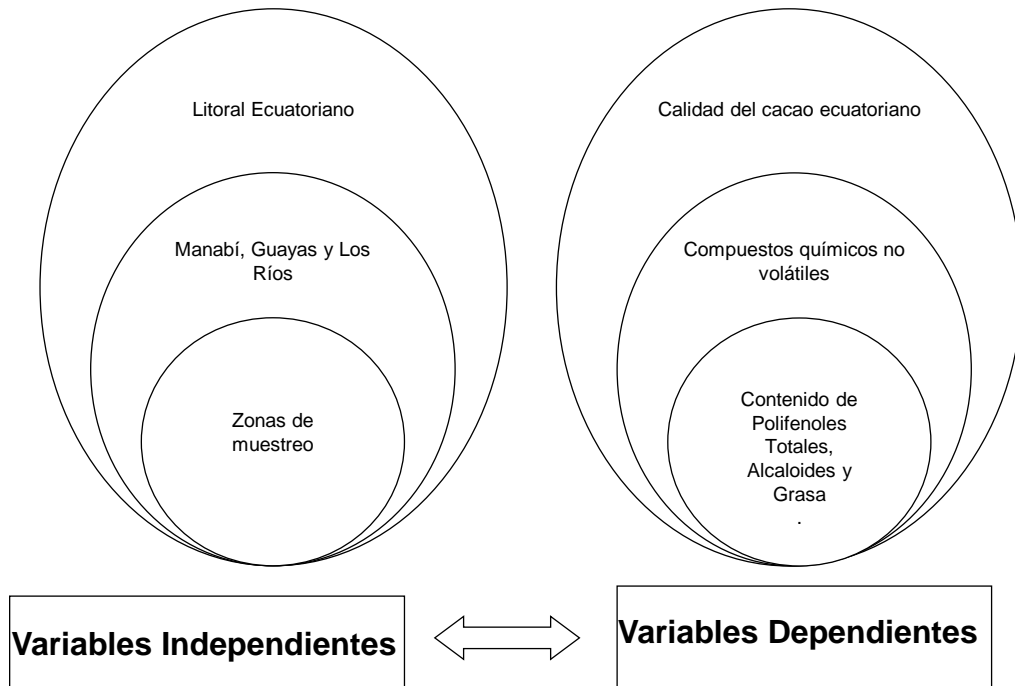 Litoral Ecuatoriano
Manabí, Guayas y Los
Ríos
Zonas de
muestreo
Variables Independientes
Calidad del cacao ecuatoriano
Compuestos químicos no
volátiles
Contenido de
Polifenoles
Totales,
Alcaloides y
Grasa
.
Variables Dependientes